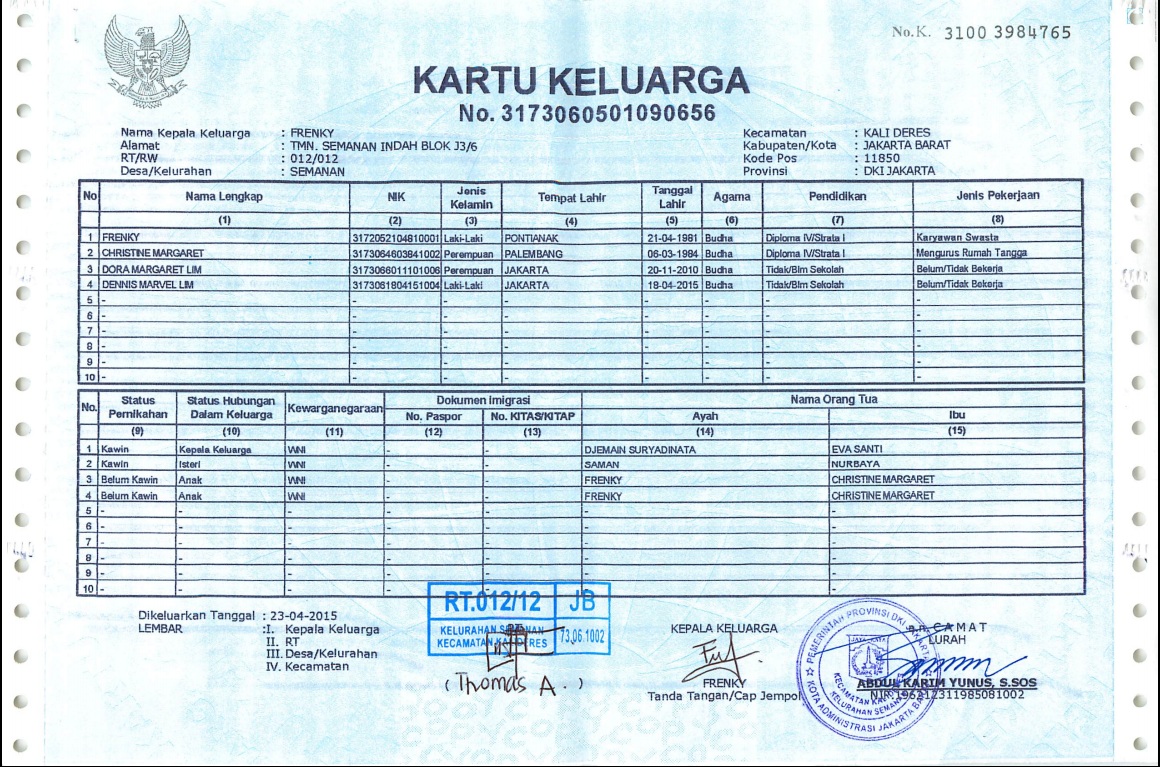 No.K. 3100 3984765
KARTU KELUARGA
No. 3173060501090656
Nama Kepala Keluarga : FRENKY
Alamat : TMN. SEMANAN INDAH BLOK J3/6
RT/RW : 012/012
Desa/Kelurahan : SEMANAN
Kecamatan : KALI DERES
Kabupaten/Kota : JAKARTA BARAT
Kode Pos : 11850
Provinsi : DKI JAKARTA
No Nama Lengkap NIK Jenis Kelamin Tempat Lahir Tanggal Lahir Agama Pendidikan Jenis Pekerjaan
(1) (2) (3) (4) (5) (6) (7) (8)
1 FRENKY 3172052104810001 Laki-Laki PONTIANAK 21-04-1981 Budha Diploma IV/Strata I Karyawan Swasta
2 CHRISTINE MARGARET 3173064603841002 Perempuan PALEMBANG 06-03-1984 Budha Diploma IV/Strata I Mengurus Rumah Tangga
3 DORA MARGARET LIM 3173066011101006 Perempuan JAKARTA 20-11-2010 Budha Tidak/Blm Sekolah Belum/Tidak Bekerja
4 DENNIS MARVEL LIM 3173061804151004 Laki-Laki JAKARTA 18-04-2015 Budha Tidak/Blm Sekolah Belum/Tidak Bekerja
5 - - - - - - - -
6 - - - - - - - -
7 - - - - - - - -
8 - - - - - - - -
9 - - - - - - - -
10 - - - - - - - -
No. Status Pernikahan Status Hubungan Dalam Keluarga Kewarganegaraan Dokumen Imigrasi Nama Orang Tua
No. Paspor No. KITAS/KITAP Ayah Ibu
(9) (10) (11) (12) (13) (14) (15)
1 Kawin Kepala Keluarga WNI - - DJEMAIN SURYADINATA EVA SANTI
2 Kawin Isteri WNI - - SAMAN NURBAYA
3 Belum Kawin Anak WNI - - FRENKY CHRISTINE MARGARET
4 Belum Kawin Anak WNI - - FRENKY CHRISTINE MARGARET
5 - - - - - - -
6 - - - - - - -
7 - - - - - - -
8 - - - - - - -
9 - - - - - - -
10 - - - - - - -
Dikeluarkan Tanggal : 23-04-2015
LEMBAR :I. Kepala Keluarga
II. RT
III. Desa/Kelurahan
IV. Kecamatan
RT.012/12 JB
KELURAHAN SEMANAN
KECAMATAN KALIDERES
73.06.1002
(Thomas A.)
KEPALA KELUARGA
FRENKY
Tanda Tangan/Cap Jempol
a.n. CAMAT
LURAH
ABDUL KARIM YUNUS, S.SOS
NIP.196212311985081002
PEMERINTAH PROVINSI DKI JAKARTA
KOTA ADMINISTRASI JAKARTA BARAT
JAYA RAYA
KECAMATAN KALIDERES
KELURAHAN SEMANAN